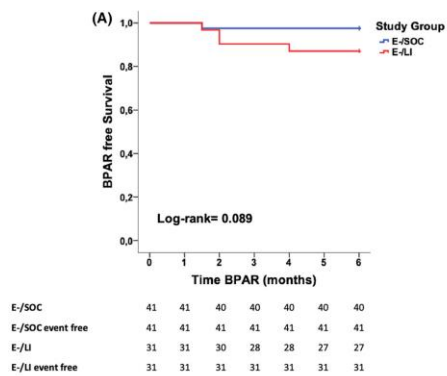 (A)
Study Group
E-/SOC
E-/LI
BPAR free Survival
1,0
0,8
0,6
0,4
0,2
0,0
Log-rank= 0.089
0 1 2 3 4 5 6
Time BPAR (months)
E-/SOC 41 41 40 40 40 40 40
E-/SOC event free 41 41 41 41 41 41 41
E-/LI 31 31 30 28 28 27 27
E-/LI event free 31 31 31 31 31 31 31